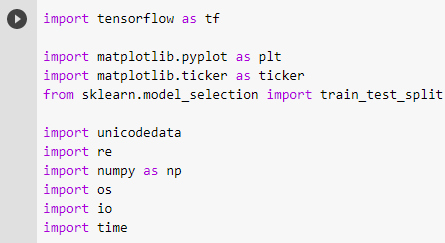 import tensorflow as tf
import matplotlib.pyplot as plt
import matplotlib.ticker as ticker
from sklearn.model_selection import train_test_split
import unicodedata
import re
import numpy as np
import os
import io
import time